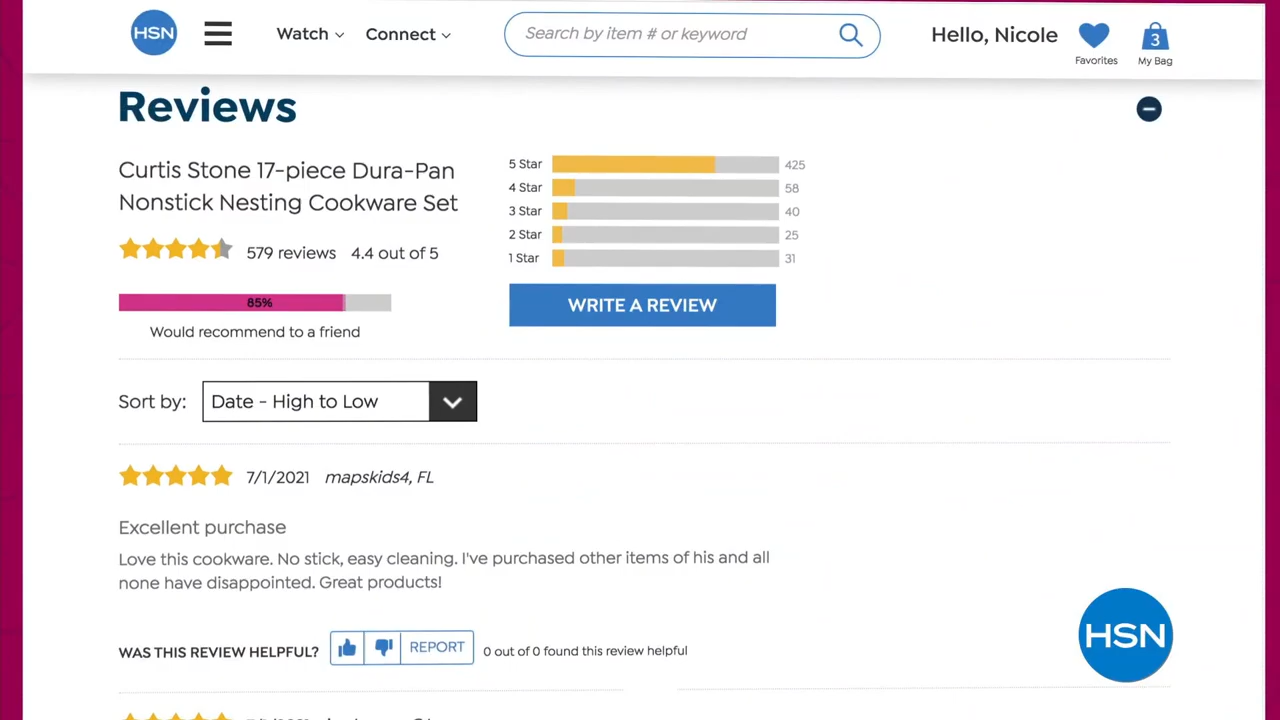 HSN
Watch
Connect
Search by item # or keyword
Hello, Nicole
Favorites
3
My Bag
Reviews
Curtis Stone 17-piece Dura-Pan
Nonstick Nesting Cookware Set
579 reviews 4.4 out of 5
85%
Would recommend to a friend
5 Star 425
4 Star 58
3 Star 40
2 Star 25
1 Star 31
WRITE A REVIEW
Sort by: Date - High to Low
7/1/2021 mapskids4, FL
Excellent purchase
Love this cookware. No stick, easy cleaning. I've purchased other items of his and all
none have disappointed. Great products!
WAS THIS REVIEW HELPFUL? REPORT 0 out of 0 found this review helpful
HSN